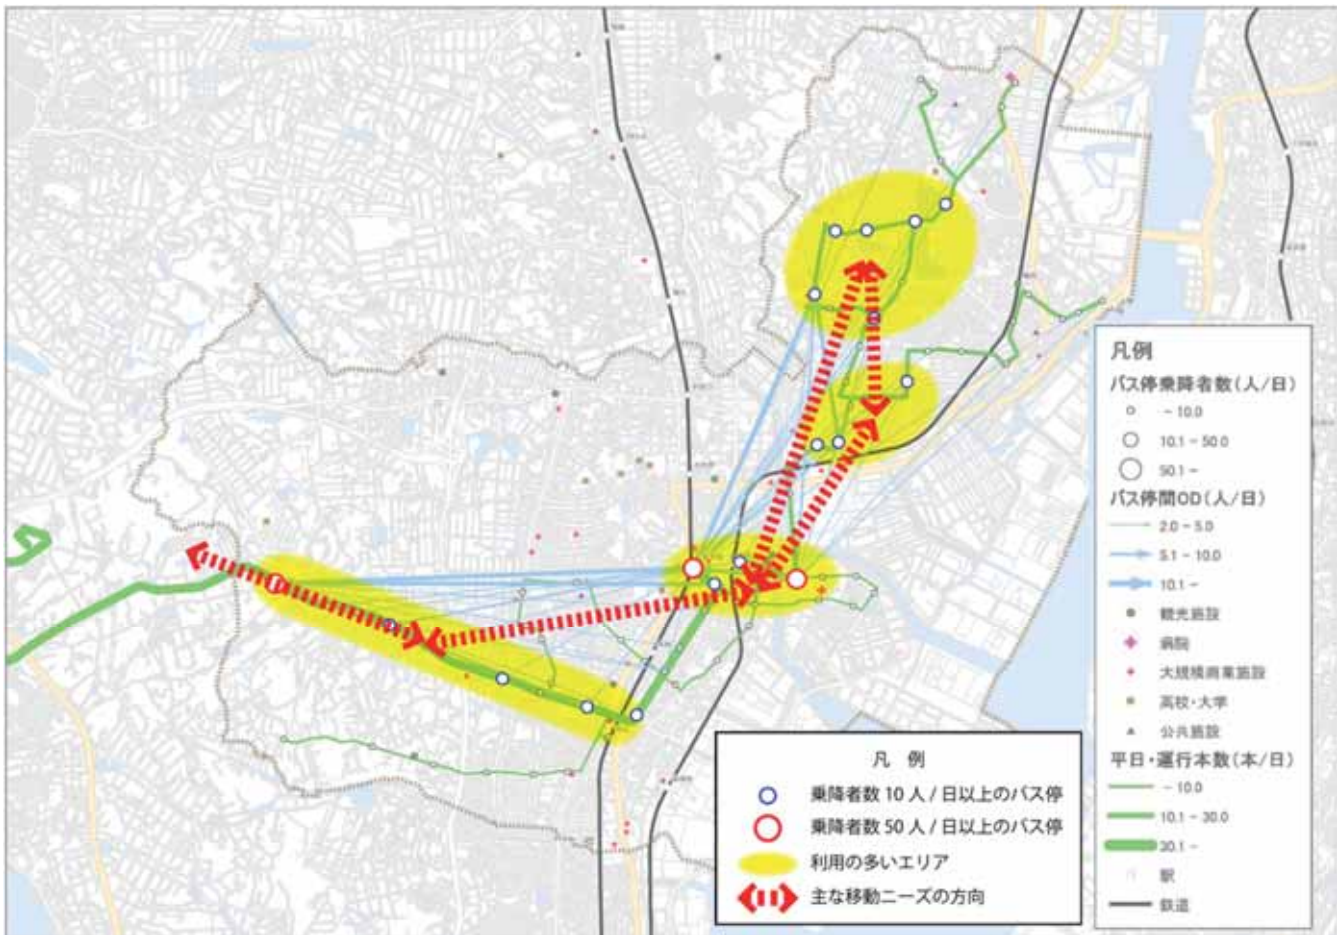 凡例
バス停乗降者数(人/日)
－10.0
10.1－50.0
50.1－
バス停間OD(人/日)
2.0－5.0
5.1－10.0
10.1－
観光施設
病院
大規模商業施設
高校・大学
公共施設
平日・運行本数(本/日)
－10.0
10.1－30.0
30.1－
駅
鉄道
凡 例
乗降者数 10 人 / 日以上のバス停
乗降者数 50 人 / 日以上のバス停
利用の多いエリア
主な移動ニーズの方向